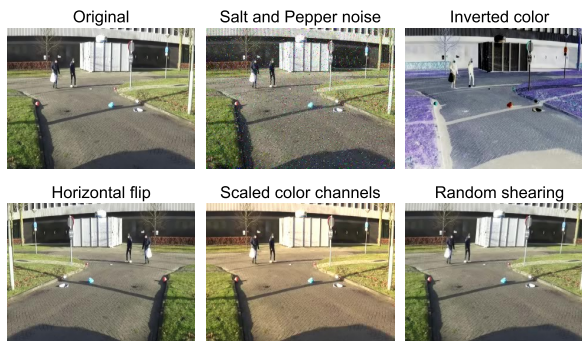 Original
Salt and Pepper noise
Inverted color
Horizontal flip
Scaled color channels
Random shearing